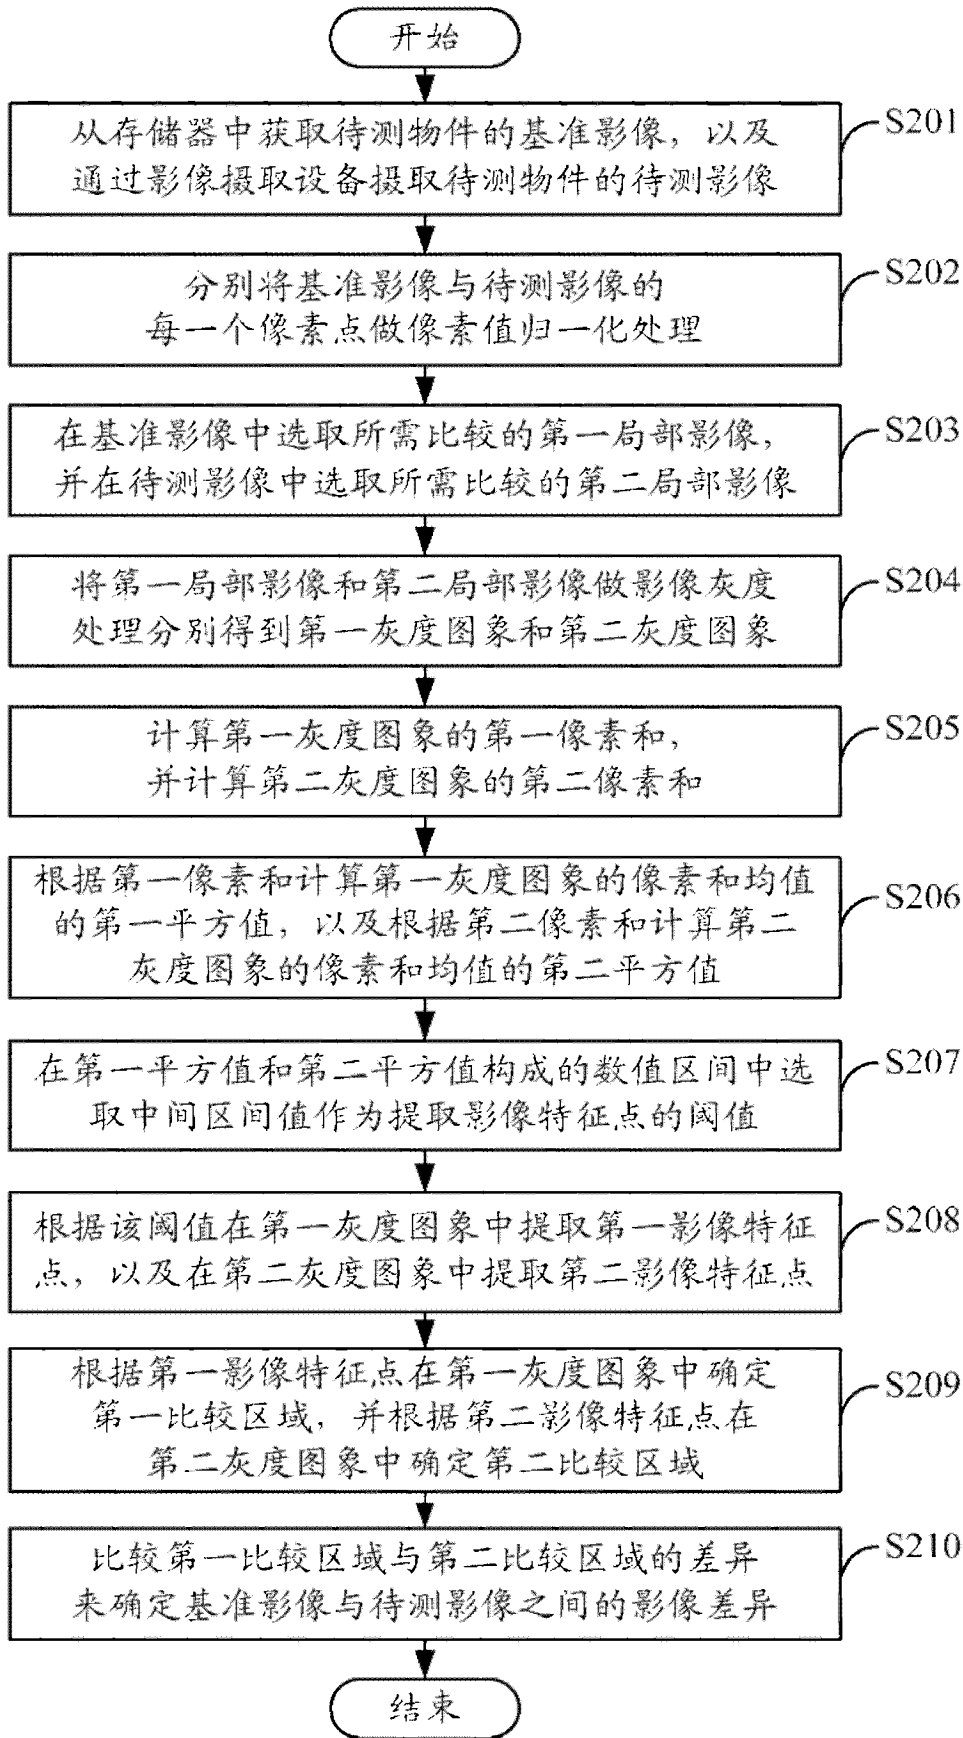 开始
从存储器中获取待测物件的基准影像，以及
通过影像摄取设备摄取待测物件的待测影像
S201
分别将基准影像与待测影像的
每一个像素点做像素值归一化处理
S202
在基准影像中选取所需比较的第一局部影像，
并在待测影像中选取所需比较的第二局部影像
S203
将第一局部影像和第二局部影像做影像灰度
处理分别得到第一灰度图象和第二灰度图象
S204
计算第一灰度图象的第一像素和，
并计算第二灰度图象的第二像素和
S205
根据第一像素和计算第一灰度图象的像素和均值
的第一平方值，以及根据第二像素和计算第二
灰度图象的像素和均值的第二平方值
S206
在第一平方值和第二平方值构成的数值区间中选
取中间区间值作为提取影像特征点的阈值
S207
根据该阈值在第一灰度图象中提取第一影像特征
点，以及在第二灰度图象中提取第二影像特征点
S208
根据第一影像特征点在第一灰度图象中确定
第一比较区域，并根据第二影像特征点在
第二灰度图象中确定第二比较区域
S209
比较第一比较区域与第二比较区域的差异
来确定基准影像与待测影像之间的影像差异
S210
结束